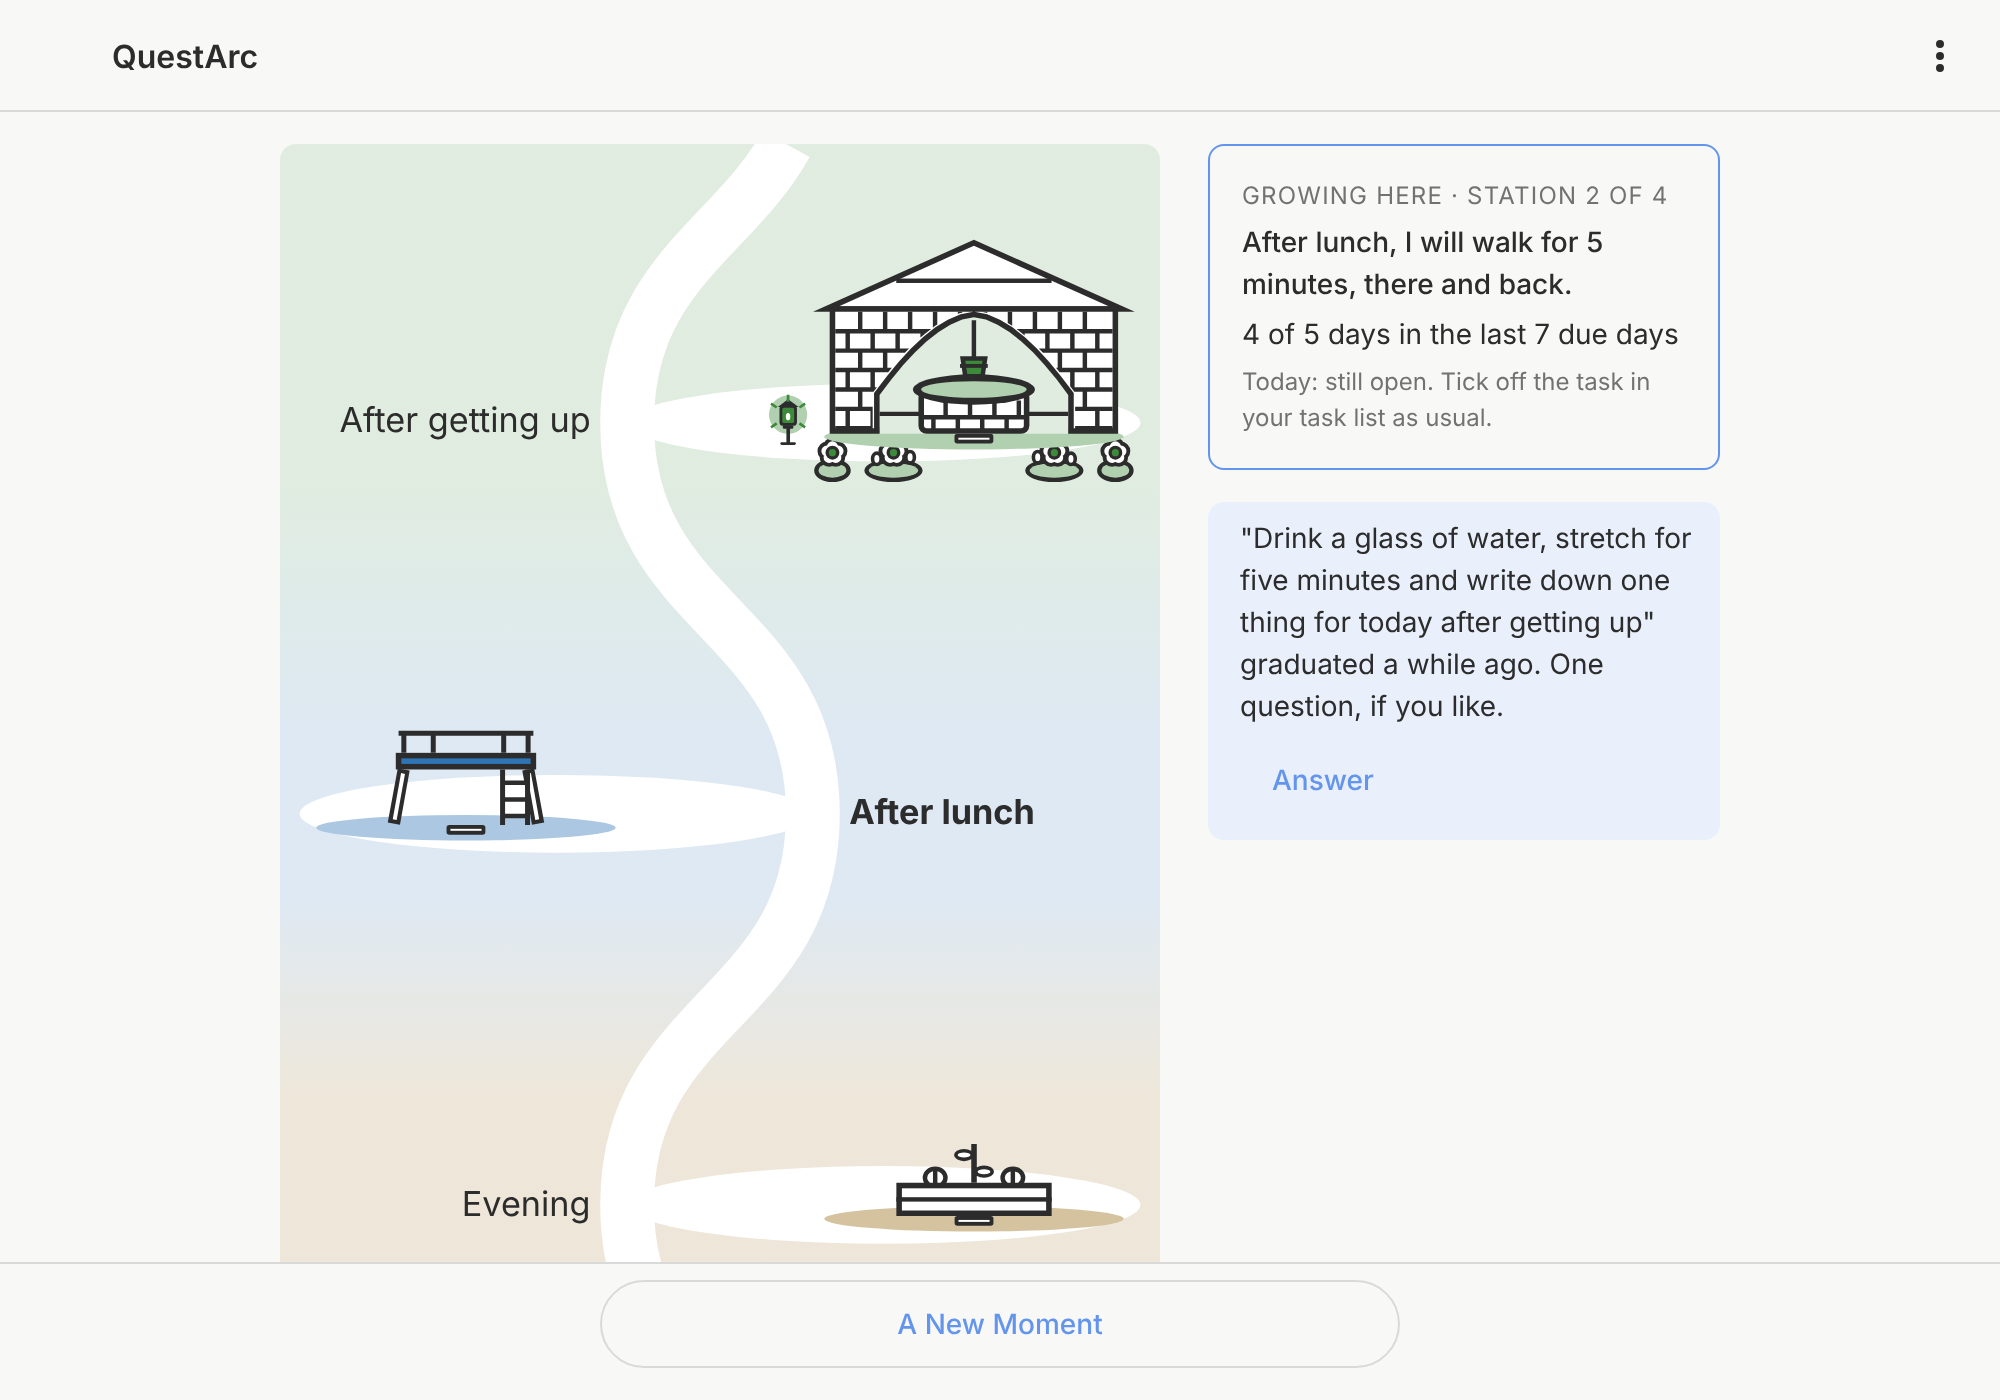 QuestArc
After getting up
After lunch
Evening
GROWING HERE · STATION 2 OF 4
After lunch, I will walk for 5
minutes, there and back.
4 of 5 days in the last 7 due days
Today: still open. Tick off the task in
your task list as usual.
"Drink a glass of water, stretch for
five minutes and write down one
thing for today after getting up"
graduated a while ago. One
question, if you like.
Answer
A New Moment